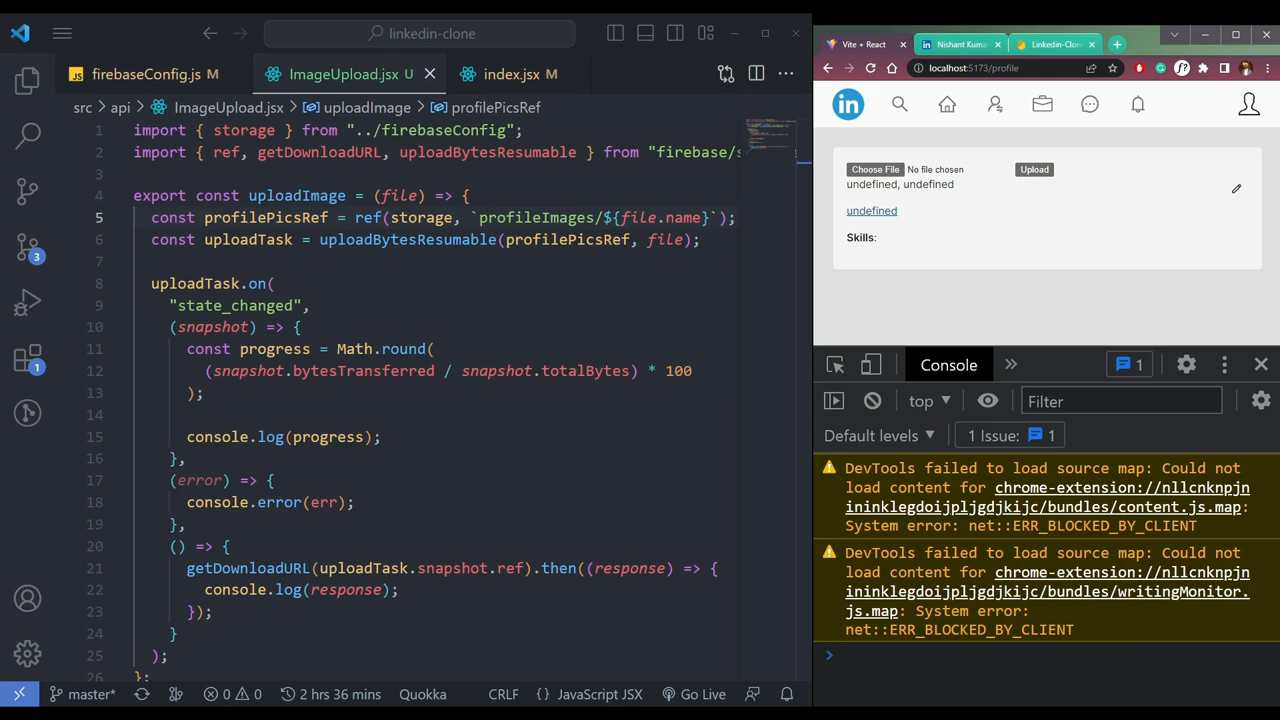 linkedin-clone
firebaseConfig.js M
ImageUpload.jsx U
index.jsx M
src > api > ImageUpload.jsx > uploadImage > profilePicsRef
1 import { storage } from "../firebaseConfig";
2 import { ref, getDownloadURL, uploadBytesResumable } from "firebase/s
3
4 export const uploadImage = (file) => {
5 const profilePicsRef = ref(storage, `profileImages/${file.name}`);
6 const uploadTask = uploadBytesResumable(profilePicsRef, file);
7
8 uploadTask.on(
9 "state_changed",
10 (snapshot) => {
11 const progress = Math.round(
12 (snapshot.bytesTransferred / snapshot.totalBytes) * 100
13 );
14
15 console.log(progress);
16 },
17 (error) => {
18 console.error(err);
19 },
20 () => {
21 getDownloadURL(uploadTask.snapshot.ref).then((response) => {
22 console.log(response);
23 });
24 }
25 );
26 };
3
1
master* 0 0 2 hrs 36 mins Quokka CRLF {} JavaScript JSX Go Live
Vite + React
Nishant Kuma
Linkedin-Clon
localhost:5173/profile
in
Choose File No file chosen Upload
undefined, undefined
undefined
Skills:
Console 1
top Filter
Default levels 1 Issue: 1
DevTools failed to load source map: Could not
load content for chrome-extension://nllcnknpjn
ininklegdoijpljgdjkijc/bundles/content.js.map:
System error: net::ERR_BLOCKED_BY_CLIENT
DevTools failed to load source map: Could not
load content for chrome-extension://nllcnknpjn
ininklegdoijpljgdjkijc/bundles/writingMonitor.
js.map: System error:
net::ERR_BLOCKED_BY_CLIENT